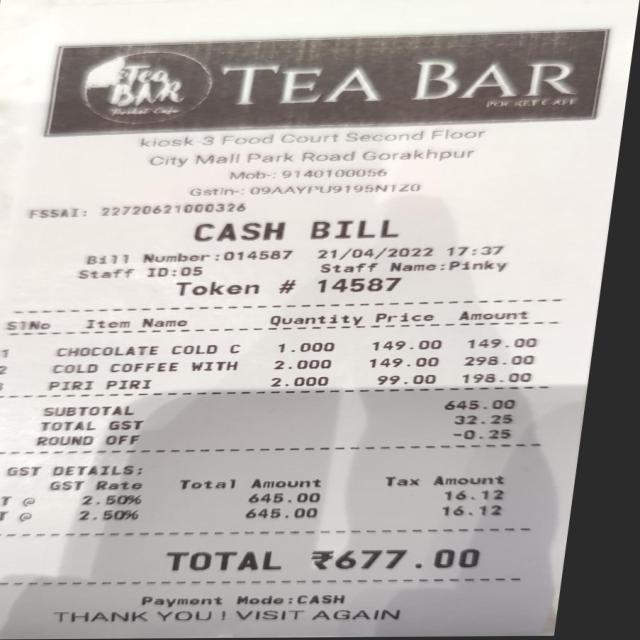 Tea BAR Pocket Cafe
TEA BAR
POCKET CAFE
kiosk-3 Food Court Second Floor
City Mall Park Road Gorakhpur
Mob-: 9140100056
GstIn-: 09AAYPU9195N1Z0
FSSAI: 22720621000326
CASH BILL
Bill Number:014587 21/04/2022 17:37
Staff ID:05 Staff Name:Pinky
Token # 14587
SlNo Item Name Quantity Price Amount
1 CHOCOLATE COLD C 1.000 149.00 149.00
2 COLD COFFEE WITH 2.000 149.00 298.00
3 PIRI PIRI 2.000 99.00 198.00
SUBTOTAL 645.00
TOTAL GST 32.25
ROUND OFF -0.25
GST DETAILS:
GST Rate Total Amount Tax Amount
T @ 2.50% 645.00 16.12
T @ 2.50% 645.00 16.12
TOTAL ₹677.00
Payment Mode:CASH
THANK YOU ! VISIT AGAIN